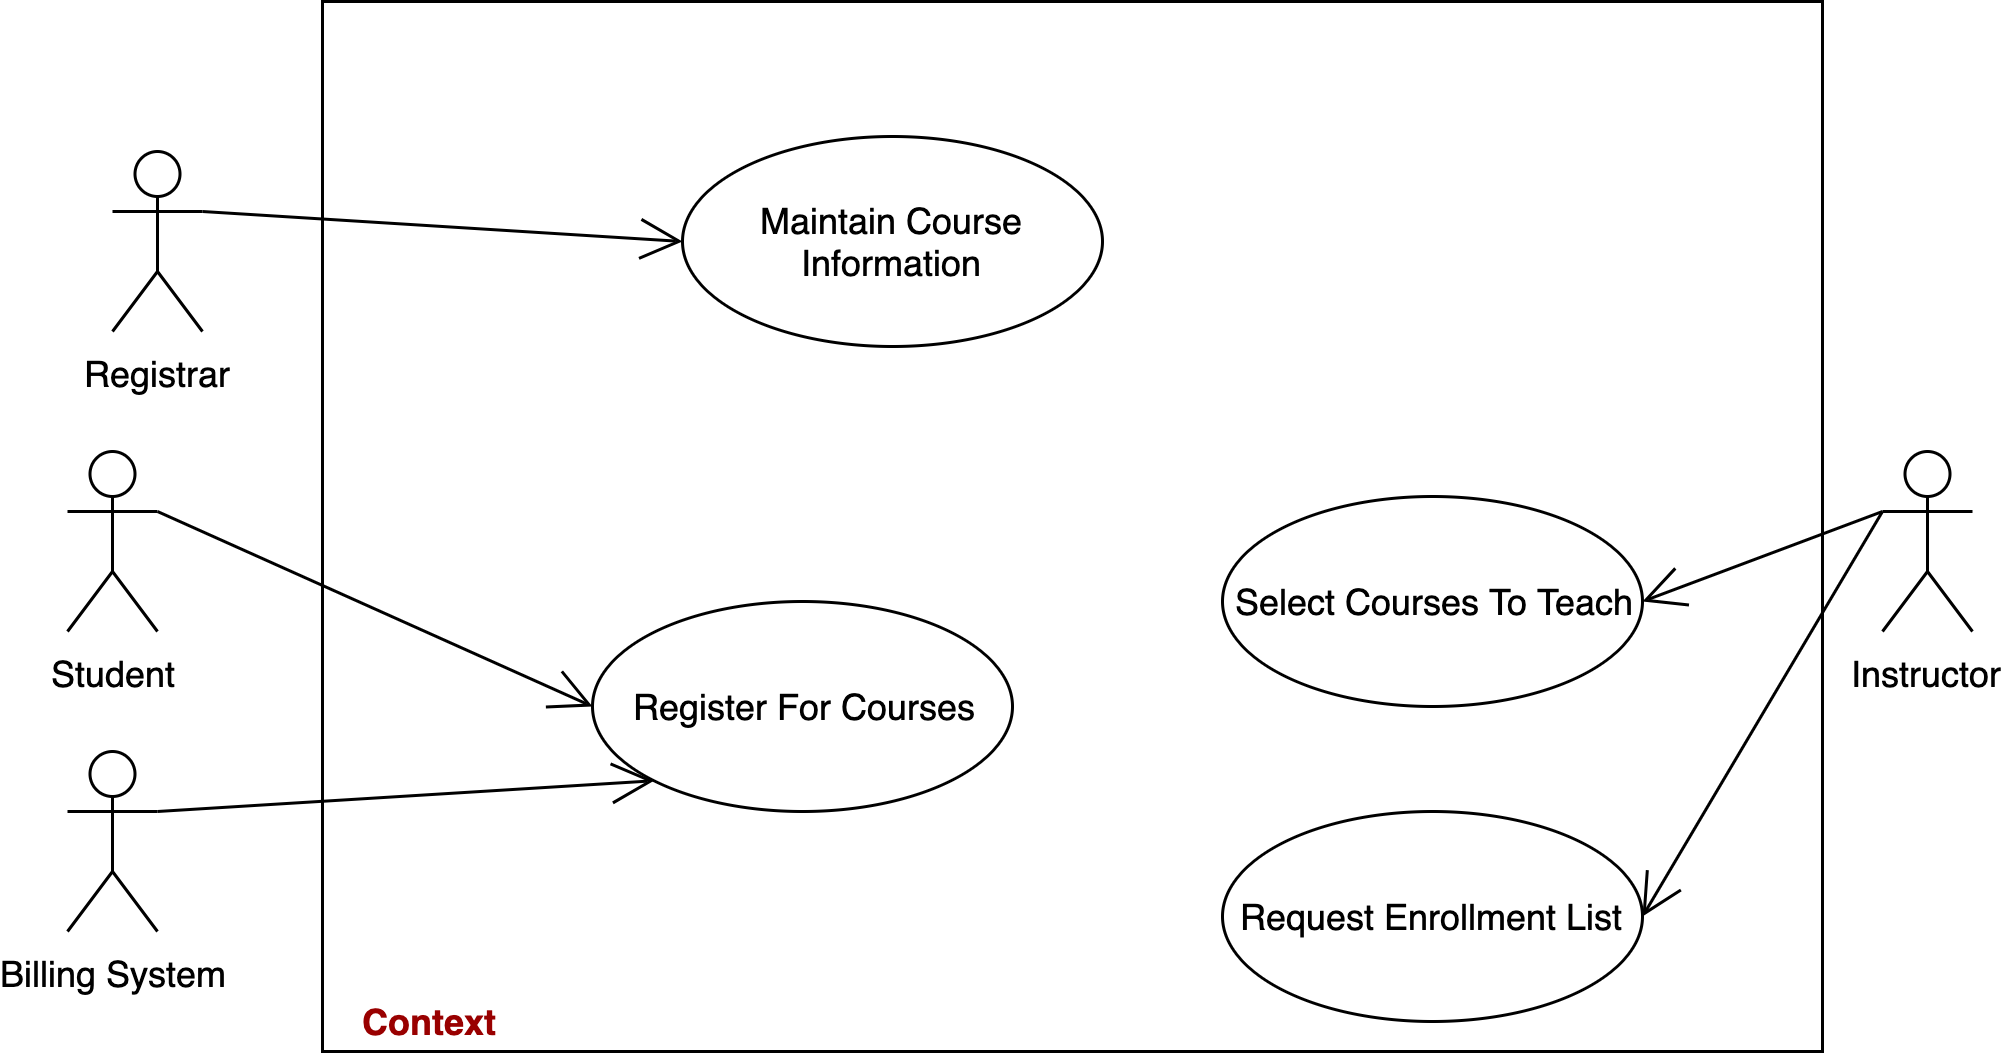 Maintain Course
Information
Registrar
Select Courses To Teach
Student
Instructor
Register For Courses
Request Enrollment List
Billing System
Context